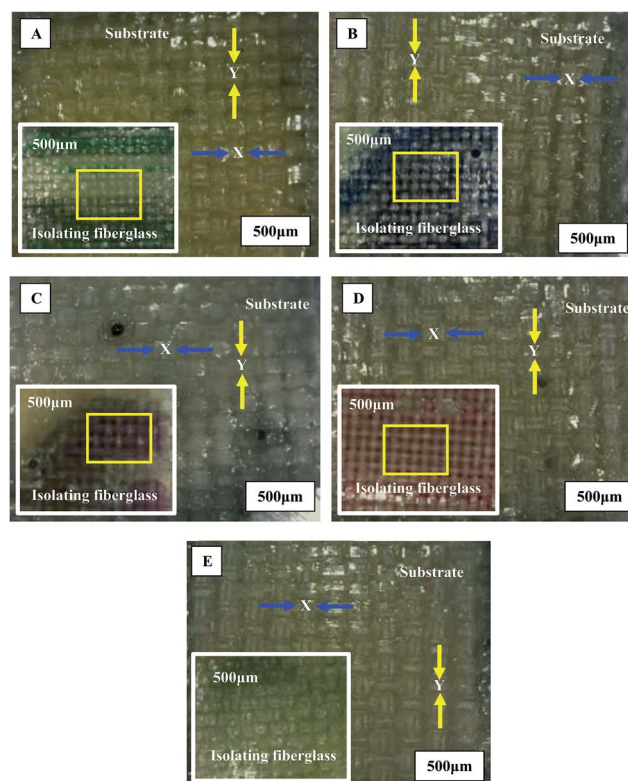 A
Substrate
Y
X
500µm
Isolating fiberglass
500µm
B
Substrate
Y
X
500µm
Isolating fiberglass
500µm
C
Substrate
X
Y
500µm
Isolating fiberglass
500µm
D
Substrate
X
Y
500µm
Isolating fiberglass
500µm
E
Substrate
X
Y
500µm
Isolating fiberglass
500µm